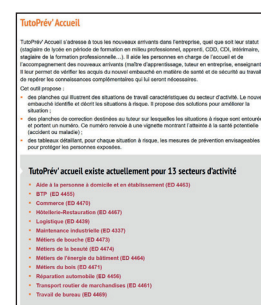 TutoPrév' Accueil
TutoPrév' Accueil s'adresse à tous les nouveaux arrivants dans l'entreprise, quel que soit leur statut
(stagiaire de lycée en période de formation en milieu professionnel, apprenti, CDD, CDI, intérimaire,
stagiaire de la formation professionnelle…). Il aide les personnes en charge de l'accueil et de
l'accompagnement des nouveaux arrivants (maître d'apprentissage, tuteur en entreprise, enseignant
Il leur permet de vérifier les acquis du nouvel embauché en matière de santé et de sécurité au travail
de repérer les connaissances complémentaires qui lui seront nécessaires.
Cet outil propose :
des planches qui illustrent des situations de travail caractéristiques du secteur d'activité. Le nouvel
embauché identifie et décrit les situations à risque. Il propose des solutions pour améliorer la
situation ;
des planches de correction destinées au tuteur sur lesquelles les situations à risque sont entourées
et portant un numéro. Ce numéro renvoie à une vignette montrant l'atteinte à la santé potentielle
(accident ou maladie) ;
des tableaux détaillant, pour chaque situation à risque, les mesures de prévention envisageables
pour protéger les personnes exposées.
TutoPrév' accueil existe actuellement pour 13 secteurs d'activité
Aide à la personne à domicile et en établissement (ED 4463)
BTP (ED 4455)
Commerce (ED 4470)
Hôtellerie-Restauration (ED 4467)
Logistique (ED 4439)
Maintenance industrielle (ED 4337)
Métiers de bouche (ED 4473)
Métiers de la beauté (ED 4474)
Métiers de l'énergie du bâtiment (ED 4464)
Métiers du bois (ED 4471)
Réparation automobile (ED 4456)
Transport routier de marchandises (ED 4461)
Travail de bureau (ED 4469)